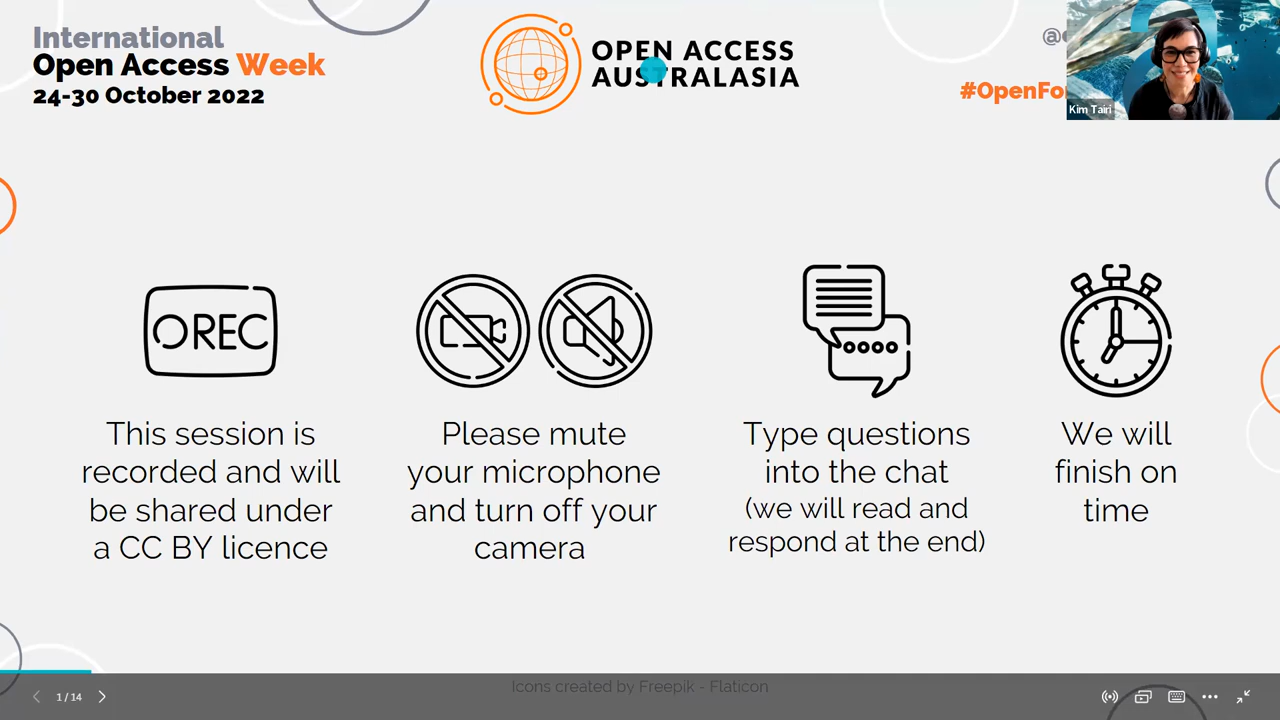 International
Open Access Week
24-30 October 2022
OPEN ACCESS
AUSTRALASIA
Kim Tairi
REC
This session is
recorded and will
be shared under
a CC BY licence
Please mute
your microphone
and turn off your
camera
Type questions
into the chat
(we will read and
respond at the end)
We will
finish on
time
Icons created by Freepik - Flaticon
1 / 14